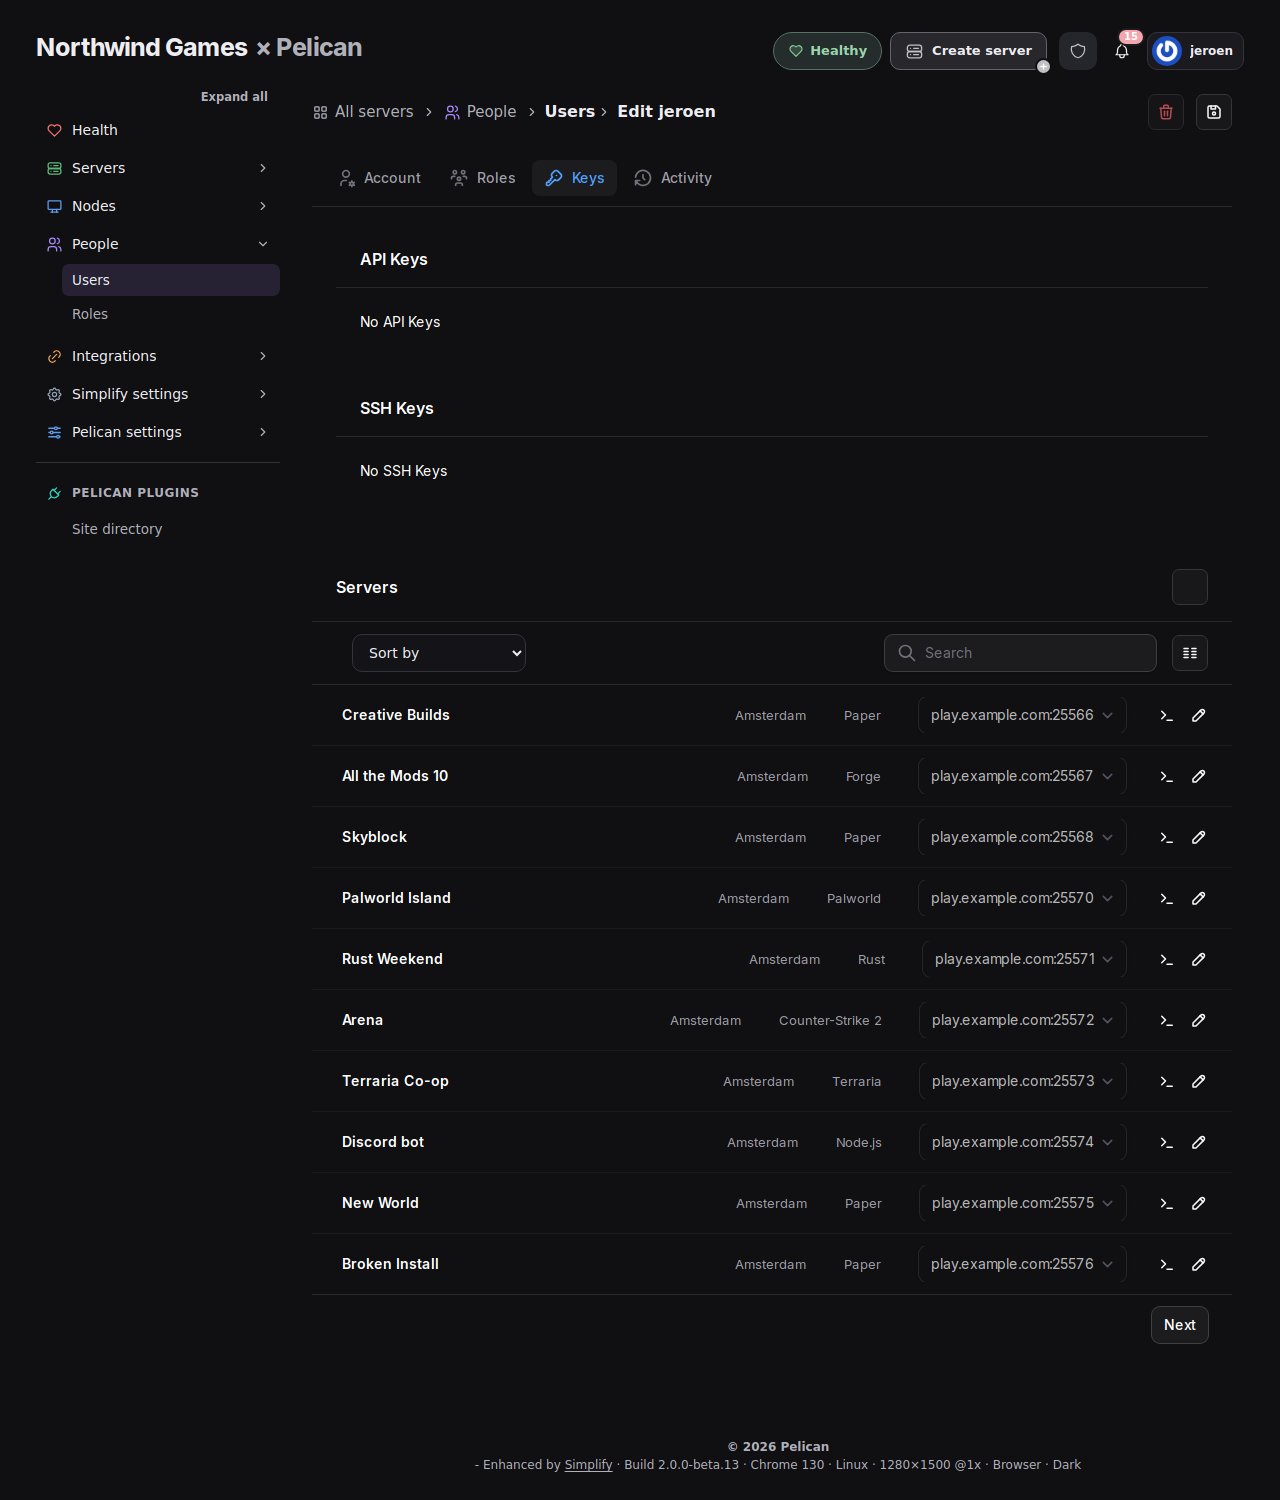 Northwind Games × Pelican
Healthy
Create server
15
jeroen
Expand all
Health
Servers
Nodes
People
Users
Roles
Integrations
Simplify settings
Pelican settings
PELICAN PLUGINS
Site directory
All servers > People > Users > Edit jeroen
Account Roles Keys Activity
API Keys
No API Keys
SSH Keys
No SSH Keys
Servers
Sort by
Search
Creative Builds Amsterdam Paper play.example.com:25566
All the Mods 10 Amsterdam Forge play.example.com:25567
Skyblock Amsterdam Paper play.example.com:25568
Palworld Island Amsterdam Palworld play.example.com:25570
Rust Weekend Amsterdam Rust play.example.com:25571
Arena Amsterdam Counter-Strike 2 play.example.com:25572
Terraria Co-op Amsterdam Terraria play.example.com:25573
Discord bot Amsterdam Node.js play.example.com:25574
New World Amsterdam Paper play.example.com:25575
Broken Install Amsterdam Paper play.example.com:25576
Next
© 2026 Pelican
- Enhanced by Simplify · Build 2.0.0-beta.13 · Chrome 130 · Linux · 1280×1500 @1x · Browser · Dark